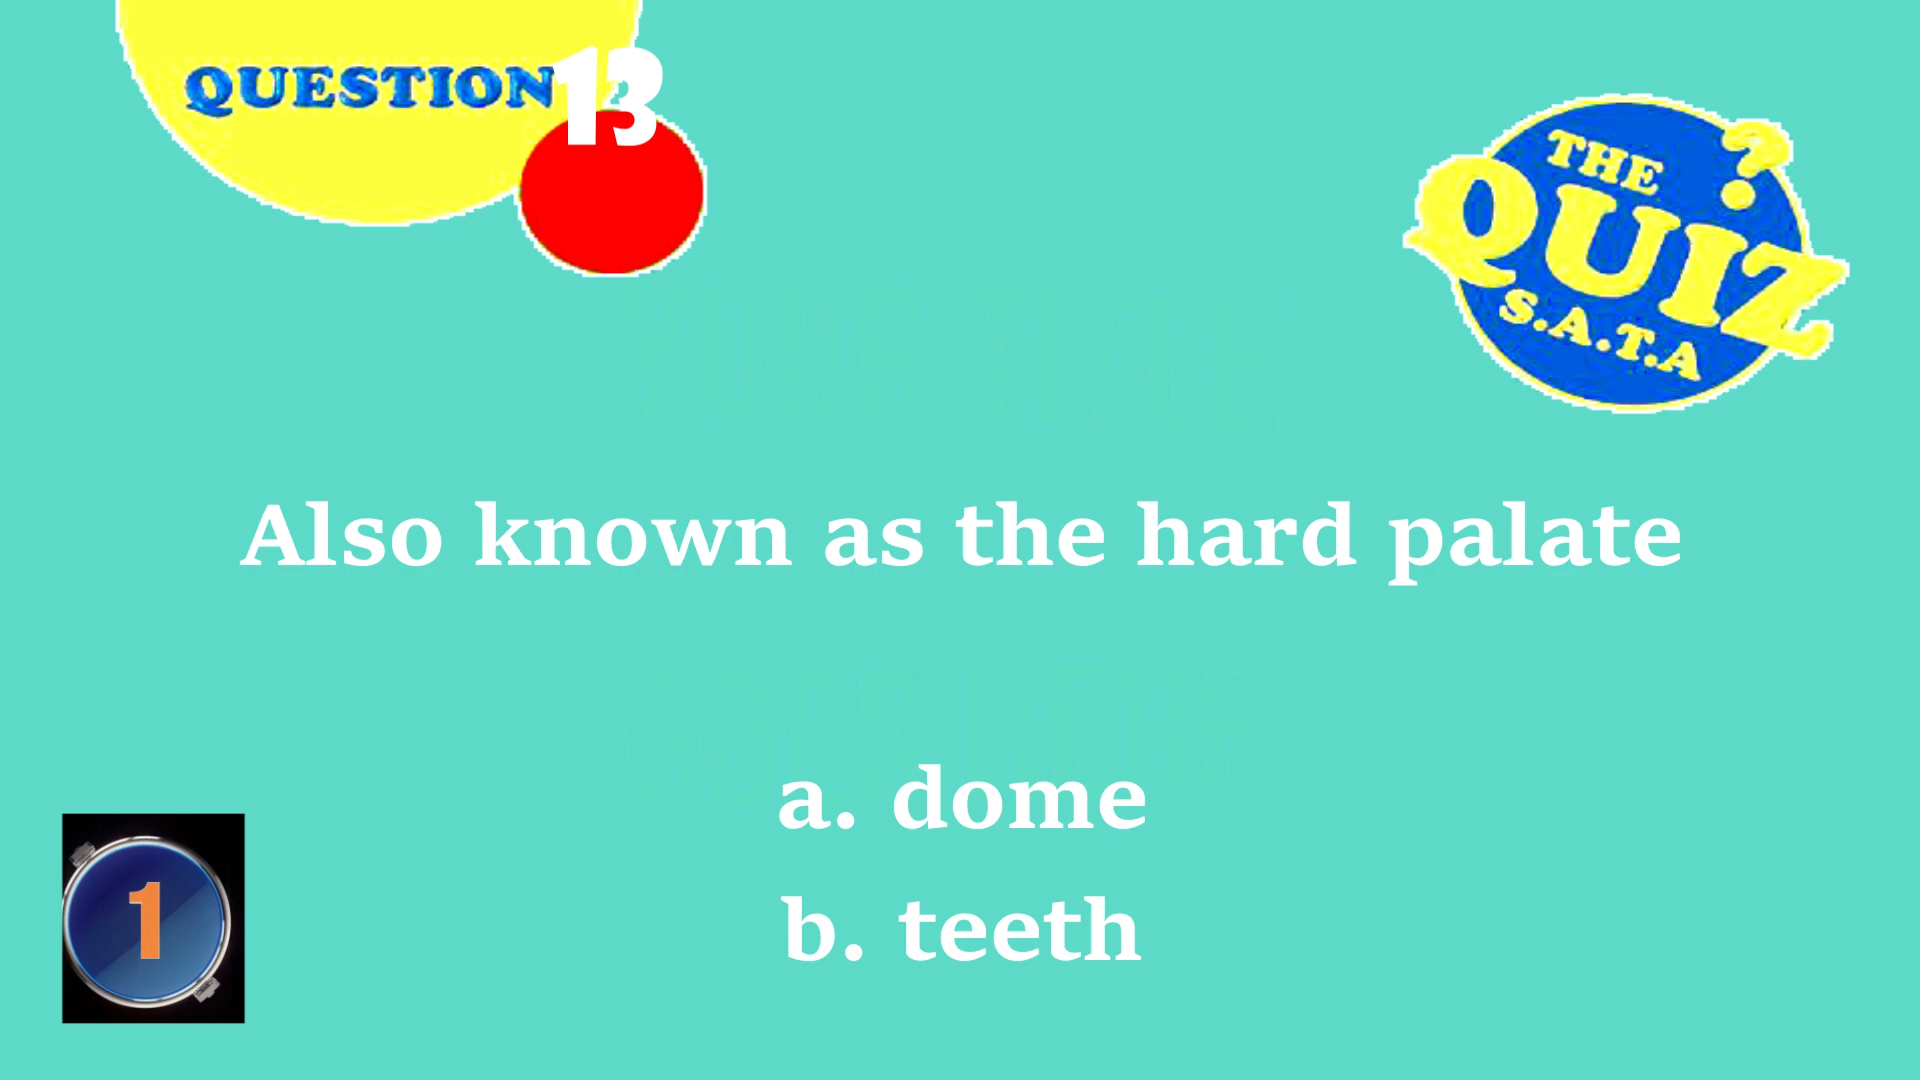 QUESTION 13
THE
QUIZ?
S.A.T.A
Also known as the hard palate
a. dome
b. teeth
1